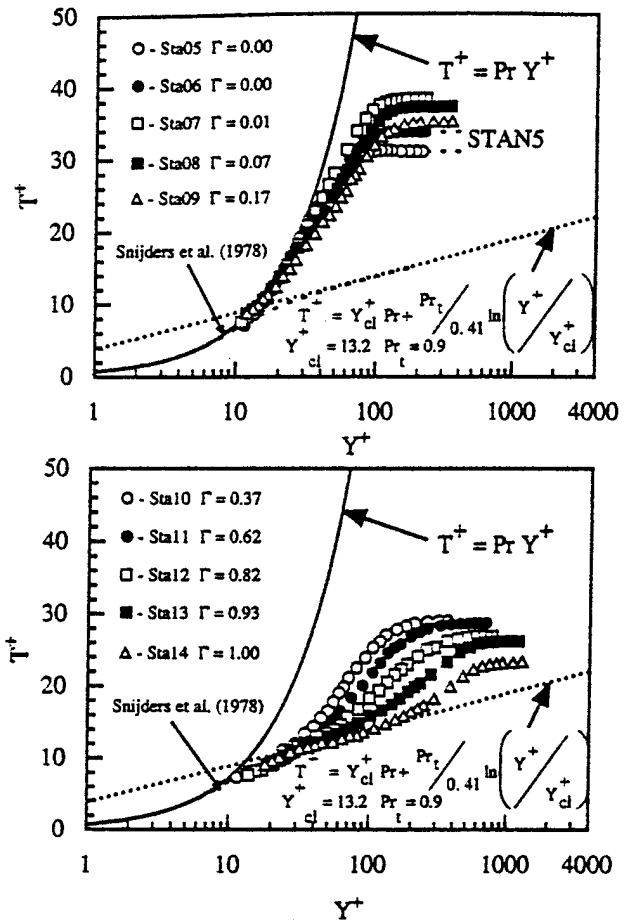 50
40
30
20
10
0
T⁺
○ - Sta05 Γ = 0.00
● - Sta06 Γ = 0.00
□ - Sta07 Γ = 0.01
■ - Sta08 Γ = 0.07
△ - Sta09 Γ = 0.17
T⁺ = Pr Y⁺
STAN5
Snijders et al. (1978)
T⁺ = Y⁺cl Pr + Prt / 0.41 ln(Y⁺ / Y⁺cl)
Y⁺cl = 13.2 Prt = 0.9
1 10 100 1000 4000
Y⁺
50
40
30
20
10
0
T⁺
○ - Sta10 Γ = 0.37
● - Sta11 Γ = 0.62
□ - Sta12 Γ = 0.82
■ - Sta13 Γ = 0.93
△ - Sta14 Γ = 1.00
T⁺ = Pr Y⁺
Snijders et al. (1978)
T⁺ = Y⁺cl Pr + Prt / 0.41 ln(Y⁺ / Y⁺cl)
Y⁺cl = 13.2 Prt = 0.9
1 10 100 1000 4000
Y⁺